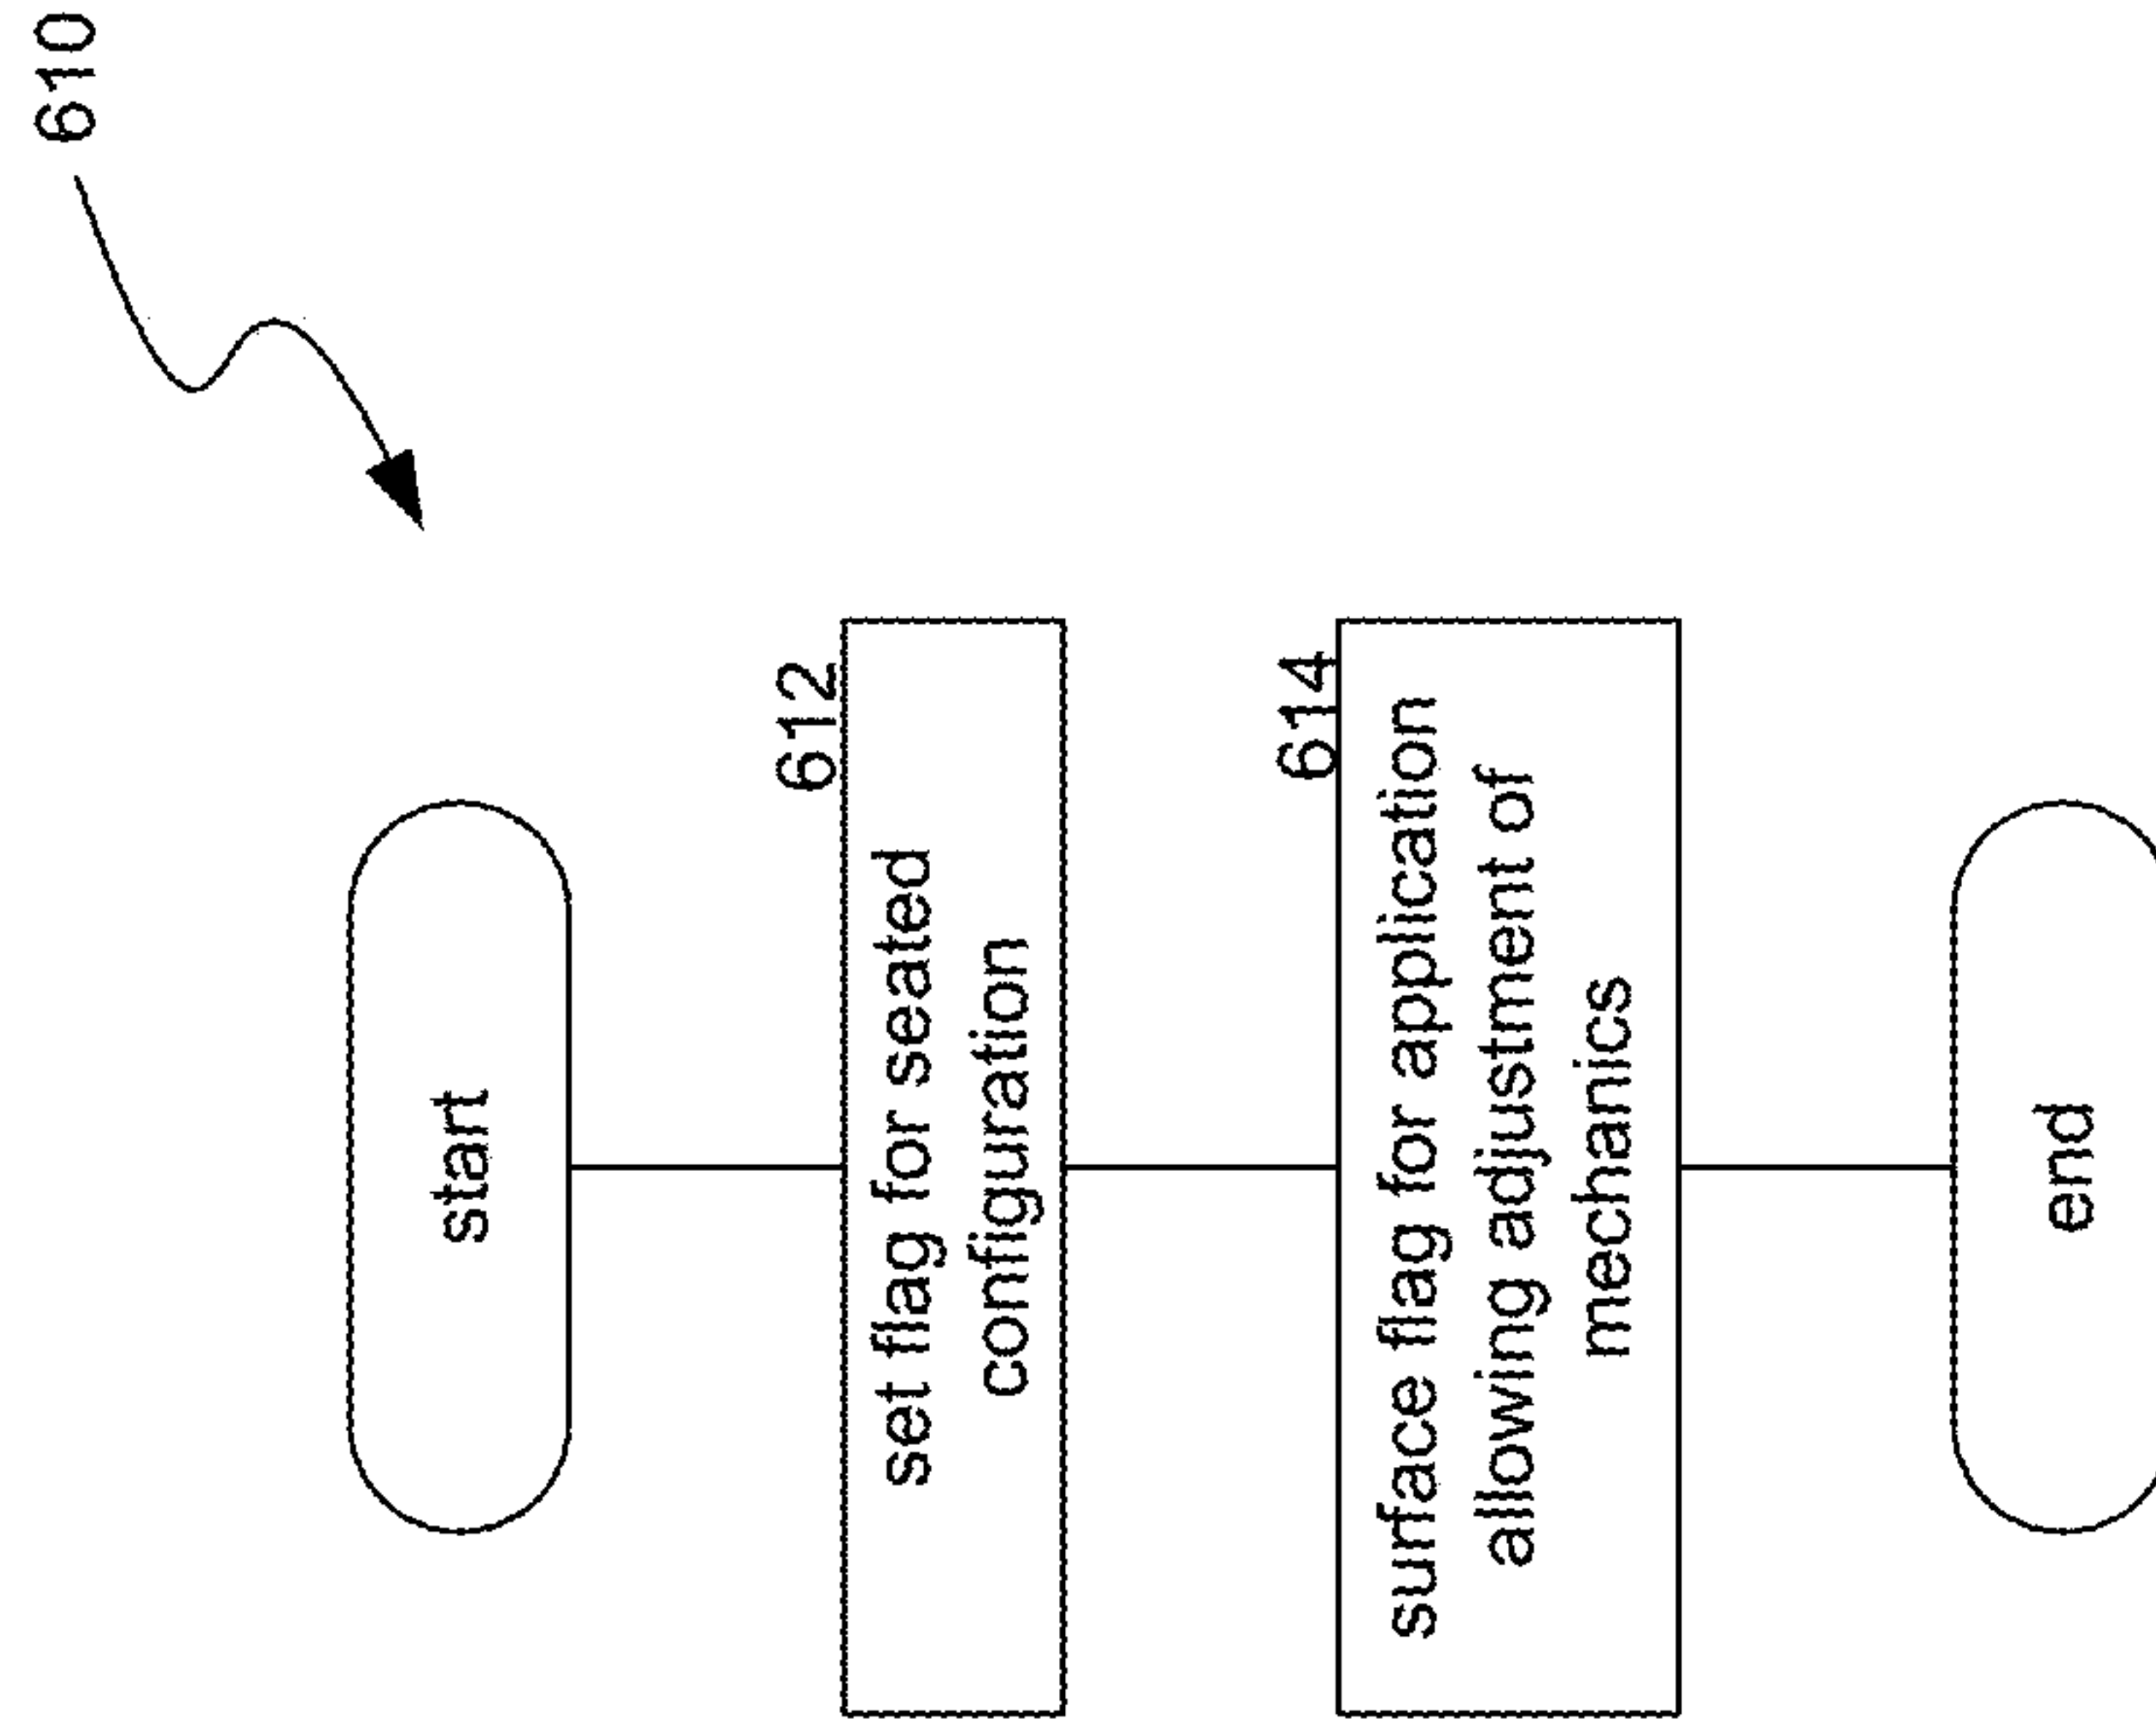 610
start
612
set flag for seated
configuration
614
surface flag for application
allowing adjustment of
mechanics
end